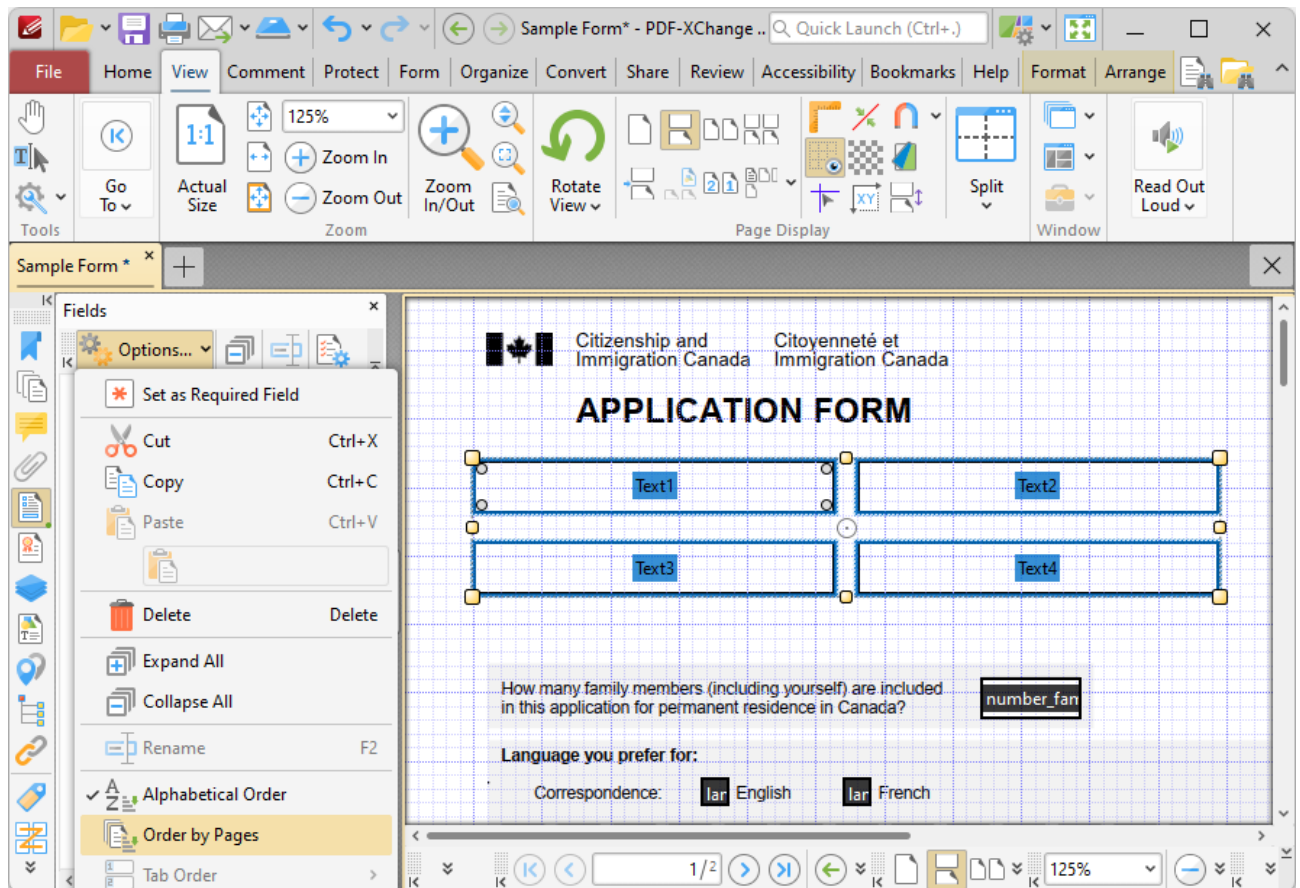 Sample Form* - PDF-XChange .. Quick Launch (Ctrl+.)
File Home View Comment Protect Form Organize Convert Share Review Accessibility Bookmarks Help Format Arrange
Go To
1:1
Actual Size
125%
Zoom In
Zoom Out
Zoom In/Out
Rotate View
Split
Read Out Loud
Tools Zoom Page Display Window
Sample Form *
Fields
Options...
Set as Required Field
Cut Ctrl+X
Copy Ctrl+C
Paste Ctrl+V
Delete Delete
Expand All
Collapse All
Rename F2
Alphabetical Order
Order by Pages
Tab Order
Citizenship and Citoyenneté et
Immigration Canada Immigration Canada
APPLICATION FORM
Text1 Text2
Text3 Text4
How many family members (including yourself) are included
in this application for permanent residence in Canada?
number_fam
Language you prefer for:
Correspondence: lar English lar French
1/2 125%